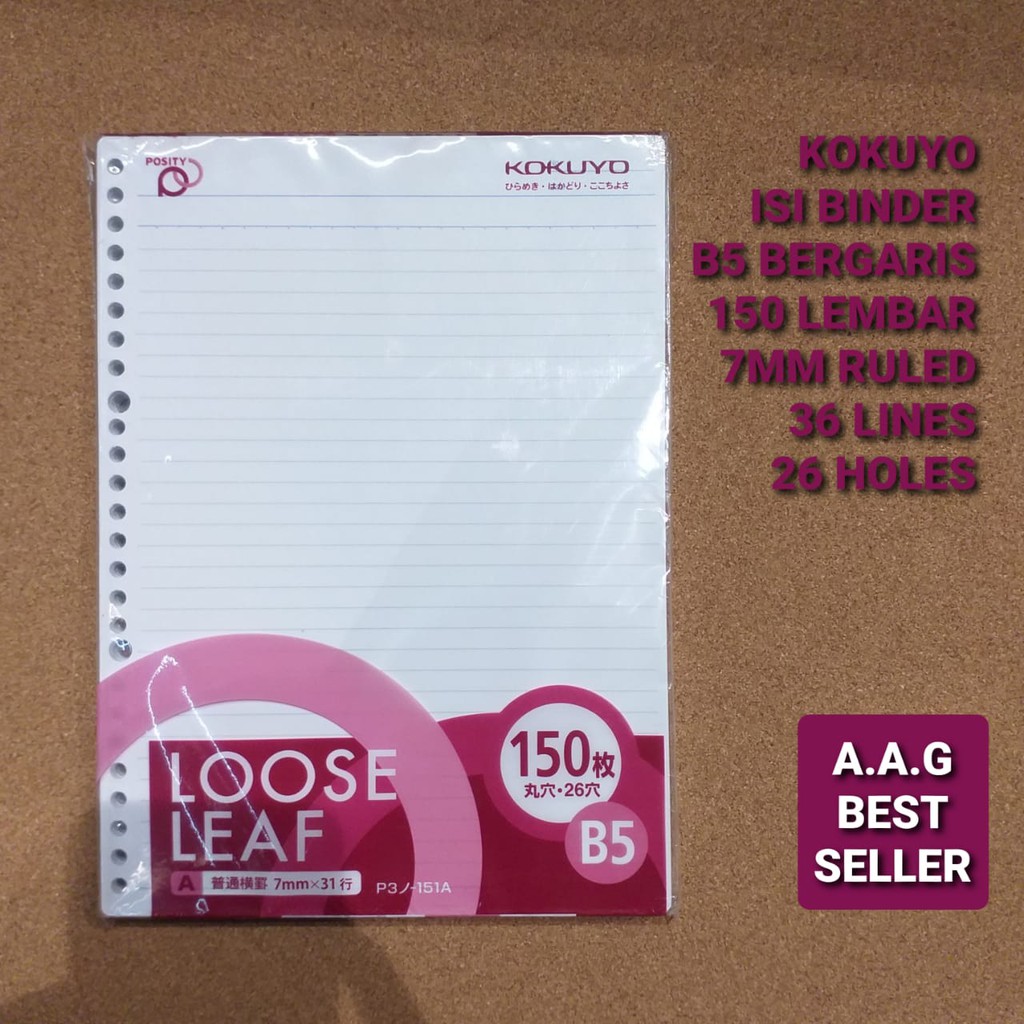 POSITY
KOKUYO
ひらめき・はかどり・ここちよさ
KOKUYO
ISI BINDER
B5 BERGARIS
150 LEMBAR
7MM RULED
36 LINES
26 HOLES
150枚
丸穴・26穴
B5
LOOSE
LEAF
A 普通横罫 7mm×31行
P3ノ-151A
A.A.G
BEST
SELLER